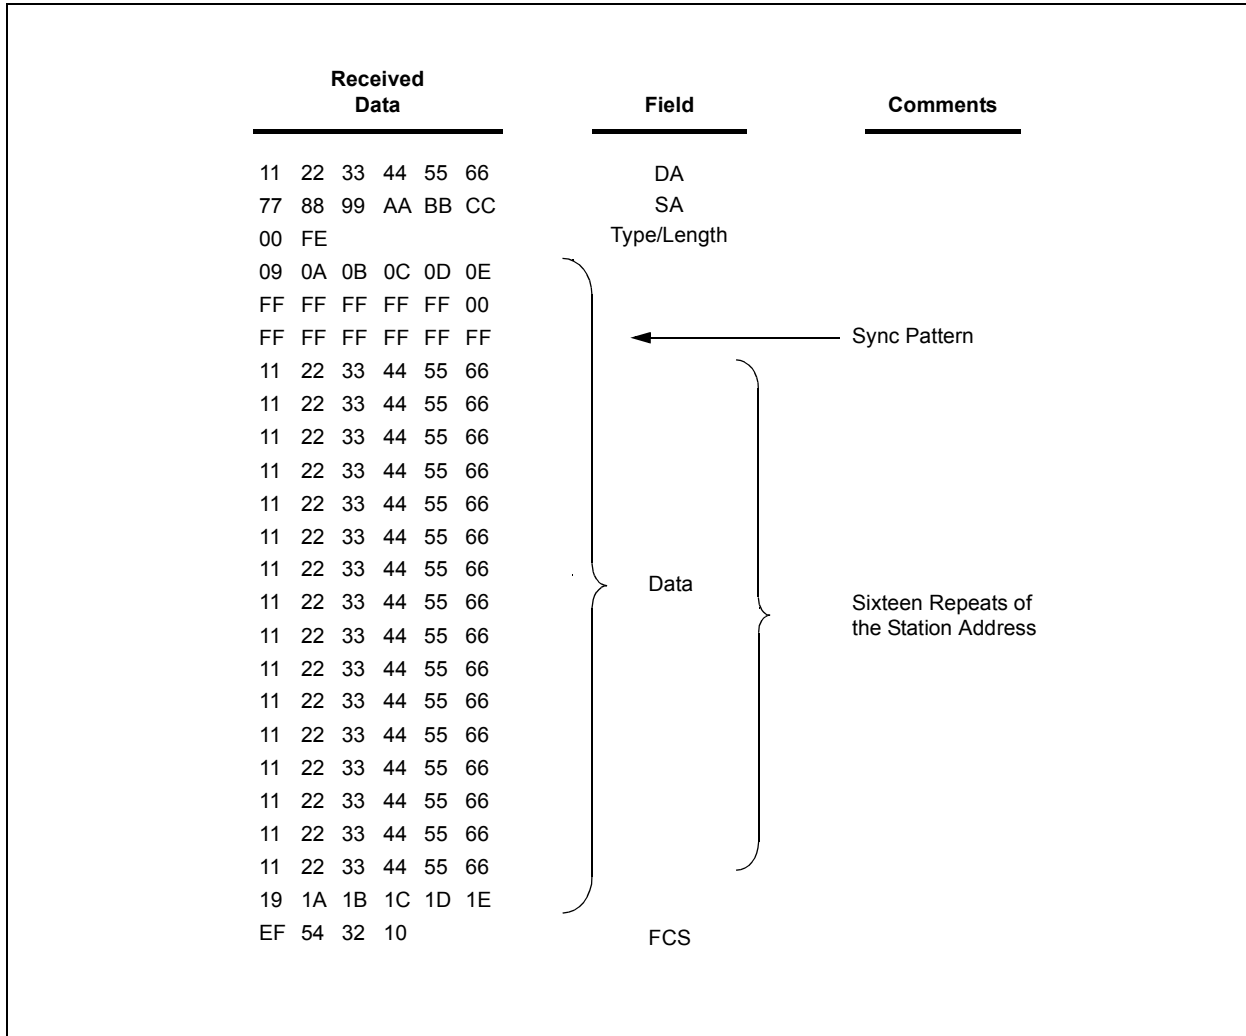 Received
Data Field Comments
11 22 33 44 55 66 DA
77 88 99 AA BB CC SA
00 FE Type/Length
09 0A 0B 0C 0D 0E
FF FF FF FF FF 00
FF FF FF FF FF FF Sync Pattern
11 22 33 44 55 66
11 22 33 44 55 66
11 22 33 44 55 66
11 22 33 44 55 66
11 22 33 44 55 66
11 22 33 44 55 66
11 22 33 44 55 66 Data
11 22 33 44 55 66 Sixteen Repeats of
11 22 33 44 55 66 the Station Address
11 22 33 44 55 66
11 22 33 44 55 66
11 22 33 44 55 66
11 22 33 44 55 66
11 22 33 44 55 66
11 22 33 44 55 66
11 22 33 44 55 66
19 1A 1B 1C 1D 1E
EF 54 32 10 FCS